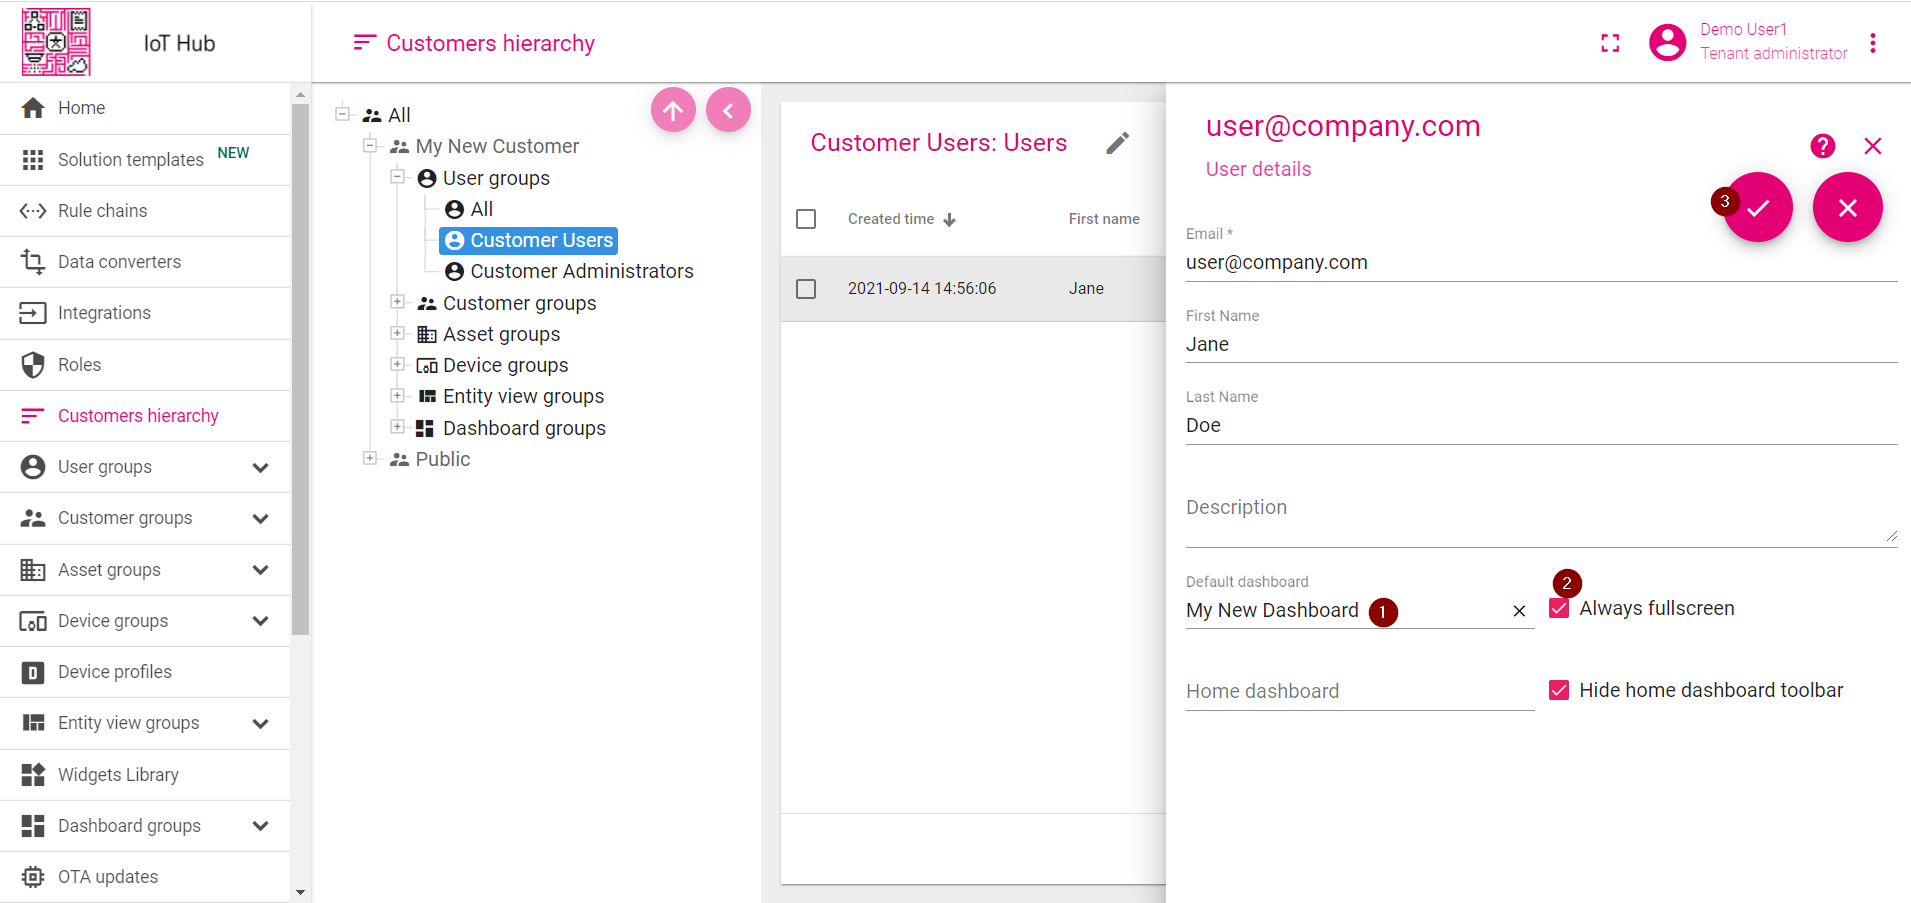 IoT Hub
Customers hierarchy
Demo User1
Tenant administrator
Home
Solution templates NEW
Rule chains
Data converters
Integrations
Roles
Customers hierarchy
User groups
Customer groups
Asset groups
Device groups
D Device profiles
Entity view groups
Widgets Library
Dashboard groups
OTA updates
All
My New Customer
User groups
All
Customer Users
Customer Administrators
Customer groups
Asset groups
Device groups
Entity view groups
Dashboard groups
Public
Customer Users: Users
Created time First name
2021-09-14 14:56:06 Jane
user@company.com
?
User details
3
Email *
user@company.com
First Name
Jane
Last Name
Doe
Description
Default dashboard
2
My New Dashboard 1
Always fullscreen
Home dashboard
Hide home dashboard toolbar